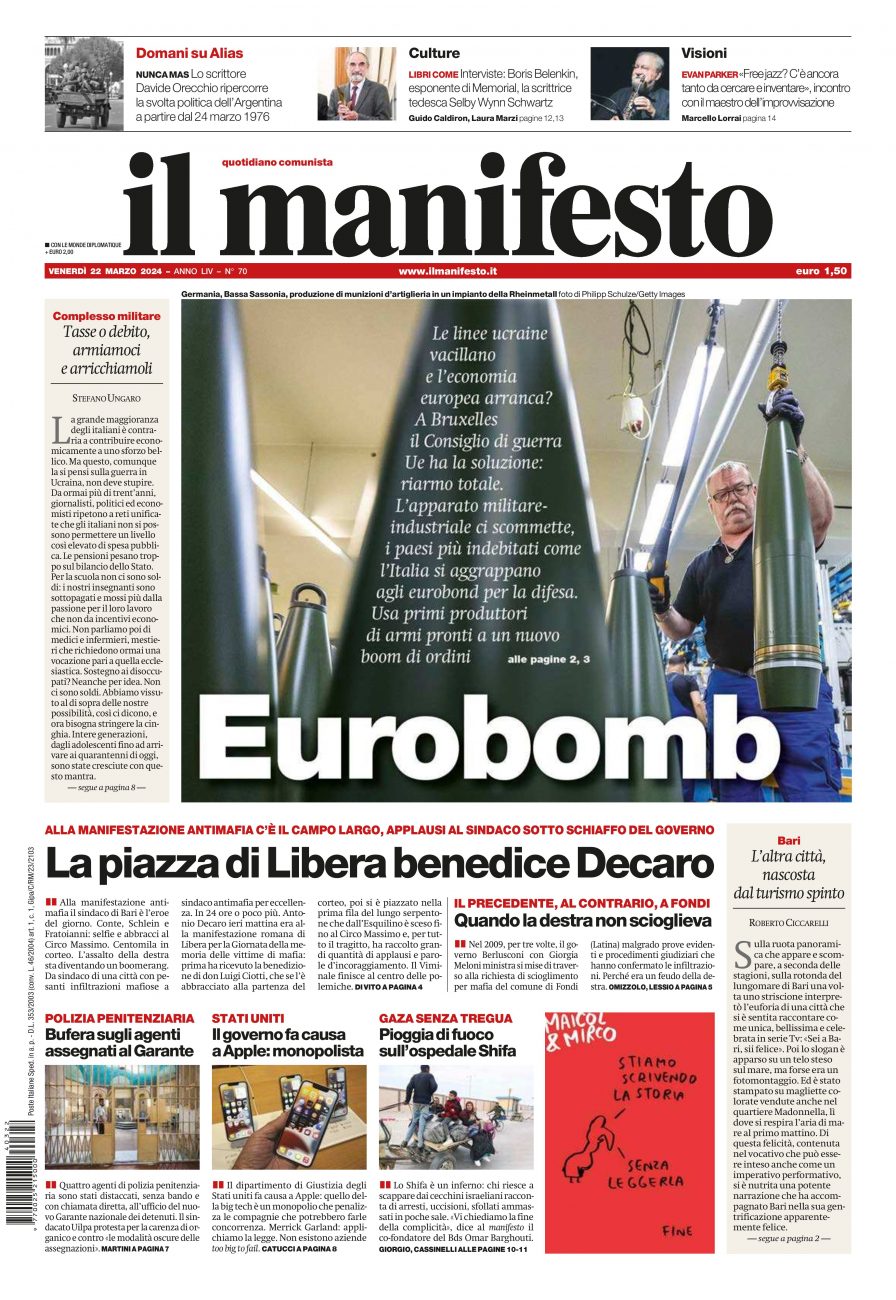 Domani su Alias
NUNCA MAS Lo scrittore
Davide Orecchio ripercorre
la svolta politica dell'Argentina
a partire dal 24 marzo 1976
Culture
LIBRI COME Interviste: Boris Belenkin,
esponente di Memorial, la scrittrice
tedesca Selby Wynn Schwartz
Guido Caldiron, Laura Marzi pagine 12,13
Visioni
EVAN PARKER «Free jazz? C'è ancora
tanto da cercare e inventare», incontro
con il maestro dell'improvvisazione
Marcello Lorrai pagina 14
quotidiano comunista
il manifesto
■ CON LE MONDE DIPLOMATIQUE
+ EURO 2,00
VENERDÌ 22 MARZO 2024 – ANNO LIV – N° 70
www.ilmanifesto.it
euro 1,50
Germania, Bassa Sassonia, produzione di munizioni d'artiglieria in un impianto della Rheinmetall foto di Philipp Schulze/Getty Images
Complesso militare
Tasse o debito,
armiamoci
e arricchiamoli
STEFANO UNGARO
La grande maggioranza
degli italiani è contra-
ria a contribuire econo-
micamente a uno sforzo bel-
lico. Ma questo, comunque
la si pensi sulla guerra in
Ucraina, non deve stupire.
Da ormai più di trent'anni,
giornalisti, politici ed econo-
misti ripetono a reti unifica-
te che gli italiani non si pos-
sono permettere un livello
così elevato di spesa pubbli-
ca. Le pensioni pesano trop-
po sul bilancio dello Stato.
Per la scuola non ci sono sol-
di: i nostri insegnanti sono
sottopagati e mossi più dalla
passione per il loro lavoro
che non da incentivi econo-
mici. Non parliamo poi di
medici e infermieri, mestie-
ri che richiedono ormai una
vocazione pari a quella eccle-
siastica. Sostegno ai disoccu-
pati? Neanche per idea. Non
ci sono soldi. Abbiamo vissu-
to al di sopra delle nostre
possibilità, così ci dicono, e
ora bisogna stringere la cin-
ghia. Intere generazioni,
dagli adolescenti fino ad arri-
vare ai quarantenni di oggi,
sono state cresciute con que-
sto mantra.
— segue a pagina 8 —
Le linee ucraine
vacillano
e l'economia
europea arranca?
A Bruxelles
il Consiglio di guerra
Ue ha la soluzione:
riarmo totale.
L'apparato militare-
industriale ci scommette,
i paesi più indebitati come
l'Italia si aggrappano
agli eurobond per la difesa.
Usa primi produttori
di armi pronti a un nuovo
boom di ordini alle pagine 2, 3
Eurobomb
ALLA MANIFESTAZIONE ANTIMAFIA C'È IL CAMPO LARGO, APPLAUSI AL SINDACO SOTTO SCHIAFFO DEL GOVERNO
La piazza di Libera benedice Decaro
Alla manifestazione anti-
mafia il sindaco di Bari è l'eroe
del giorno. Conte, Schlein e
Fratoianni: selfie e abbracci al
Circo Massimo. Centomila in
corteo. L'assalto della destra
sta diventando un boomerang.
Da sindaco di una città con pe-
santi infiltrazioni mafiose a
sindaco antimafia per eccellen-
za. In 24 ore o poco più. Anto-
nio Decaro ieri mattina era al-
la manifestazione romana di
Libera per la Giornata della me-
moria delle vittime di mafia:
prima ha ricevuto la benedizio-
ne di don Luigi Ciotti, che se l'è
abbracciato alla partenza del
corteo, poi si è piazzato nella
prima fila del lungo serpento-
ne che dall'Esquilino è sceso fi-
no al Circo Massimo e, per tut-
to il tragitto, ha raccolto gran-
di quantità di applausi e paro-
le d'incoraggiamento. Il Vimi-
nale finisce al centro delle po-
lemiche. DI VITO A PAGINA 4
IL PRECEDENTE, AL CONTRARIO, A FONDI
Quando la destra non scioglieva
Nel 2009, per tre volte, il go-
verno Berlusconi con Giorgia
Meloni ministra si mise di traver-
so alla richiesta di scioglimento
per mafia del comune di Fondi
(Latina) malgrado prove eviden-
ti e procedimenti giudiziari che
hanno confermato le infiltrazio-
ni. Perché era un feudo della de-
stra. OMIZZOLO, LESSIO A PAGINA 5
Bari
L'altra città,
nascosta
dal turismo spinto
ROBERTO CICCARELLI
Sulla ruota panorami-
ca che appare e scom-
pare, a seconda delle
stagioni, sulla rotonda del
lungomare di Bari una vol-
ta uno striscione interpre-
tò l'euforia di una città che
si è sentita raccontare co-
me unica, bellissima e cele-
brata in serie Tv: «Sei a Ba-
ri, sii felice». Poi lo slogan è
apparso su un telo steso
sul mare, ma forse era un
fotomontaggio. Ed è stato
stampato su magliette co-
lorate vendute anche nel
quartiere Madonnella, lì
dove si respira l'aria di ma-
re al primo mattino. Di
questa felicità, contenuta
nel vocativo che può esse-
re inteso anche come un
imperativo performativo,
si è nutrita una potente
narrazione che ha accom-
pagnato Bari nella sua gen-
trificazione apparente-
mente felice.
— segue a pagina 2 —
POLIZIA PENITENZIARIA
Bufera sugli agenti
assegnati al Garante
Quattro agenti di polizia penitenzia-
ria sono stati distaccati, senza bando e
con chiamata diretta, all'ufficio del nuo-
vo Garante nazionale dei detenuti. Il sin-
dacato Uilpa protesta per la carenza di or-
ganico e contro «le modalità oscure delle
assegnazioni». MARTINI A PAGINA 7
STATI UNITI
Il governo fa causa
a Apple: monopolista
Il dipartimento di Giustizia degli
Stati uniti fa causa a Apple: quello del-
la big tech è un monopolio che penaliz-
za le compagnie che potrebbero farle
concorrenza. Merrick Garland: appli-
chiamo la legge. Non esistono aziende
too big to fail. CATUCCI A PAGINA 8
GAZA SENZA TREGUA
Pioggia di fuoco
sull'ospedale Shifa
Lo Shifa è un inferno: chi riesce a
scappare dai cecchini israeliani raccon-
ta di arresti, uccisioni, sfollati ammas-
sati in poche sale. «Vi chiediamo la fine
della complicità», dice al manifesto il
co-fondatore del Bds Omar Barghouti.
GIORGIO, CASSINELLI ALLE PAGINE 10-11
MAICOL
& MIRCO
STIAMO
SCRIVENDO
LA STORIA
SENZA
LEGGERLA
FINE
Poste Italiane Sped. in a. p. - D.L. 353/2003 (conv. L. 46/2004) art. 1, c. 1, Gipa/C/RM/23/2103
40322
9 770025 215000